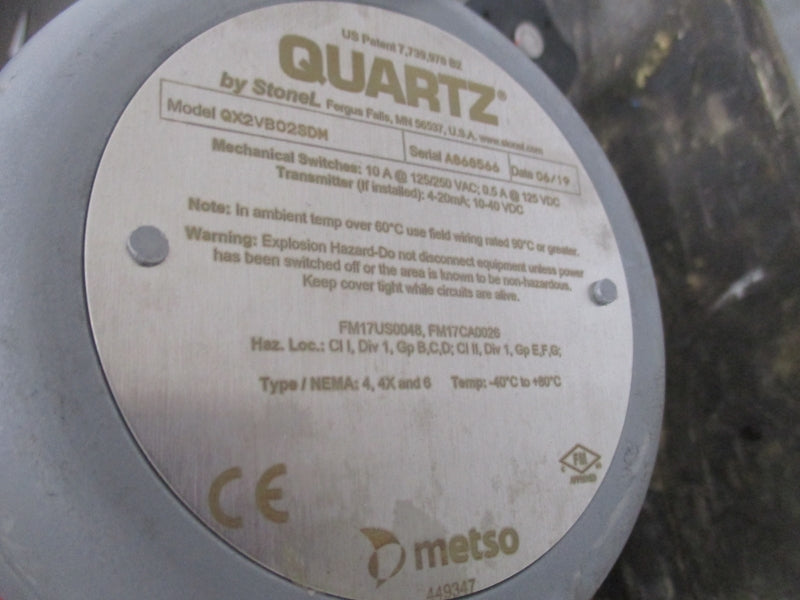 US Patent 7,739,978 B2
QUARTZ®
by StoneL Fergus Falls, MN 56537, U.S.A. www.stonel.com
Model QX2VB02SDM Serial A868566 Date 06/19
Mechanical Switches: 10 A @ 125/250 VAC; 0.5 A @ 125 VDC
Transmitter (if installed): 4-20mA; 10-40 VDC
Note: In ambient temp over 60°C use field wiring rated 90°C or greater.
Warning: Explosion Hazard-Do not disconnect equipment unless power
has been switched off or the area is known to be non-hazardous.
Keep cover tight while circuits are alive.
FM17US0048, FM17CA0026
Haz. Loc.: Cl I, Div 1, Gp B,C,D; Cl II, Div 1, Gp E,F,G;
Type / NEMA: 4, 4X and 6 Temp: -40°C to +80°C
CE
FM
APPROVED
metso
449347